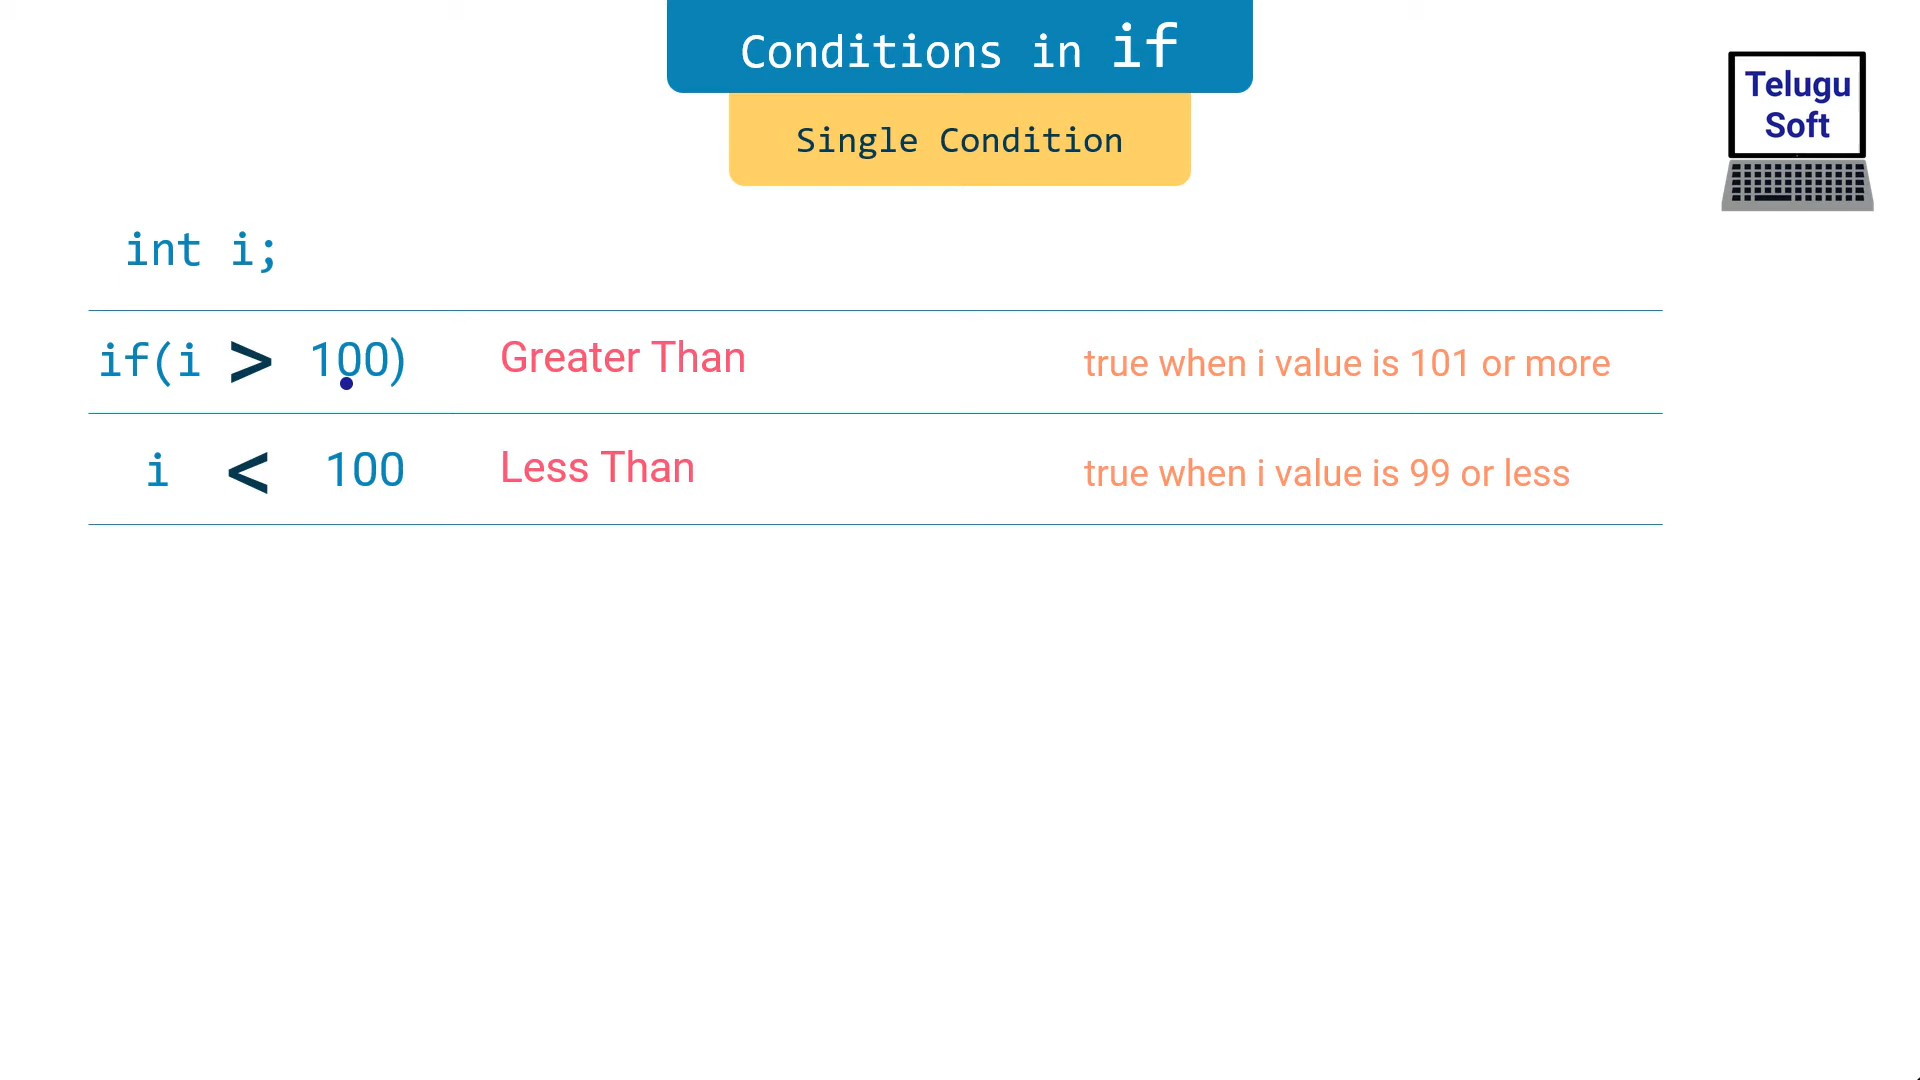 Conditions in if
Single Condition
Telugu
Soft
int i;
if(i > 100) Greater Than true when i value is 101 or more
i < 100 Less Than true when i value is 99 or less